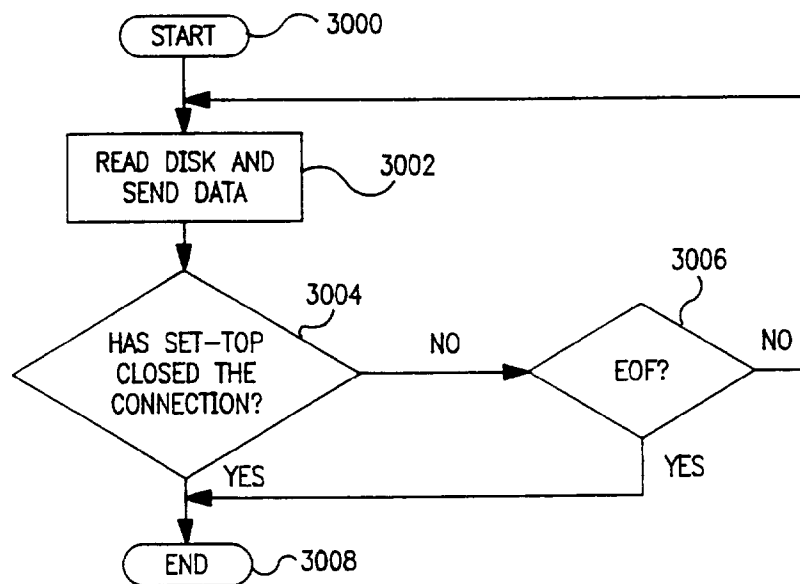 START
3000
READ DISK AND
SEND DATA
3002
HAS SET-TOP
CLOSED THE
CONNECTION?
3004
NO
3006
EOF?
NO
YES
YES
END
3008